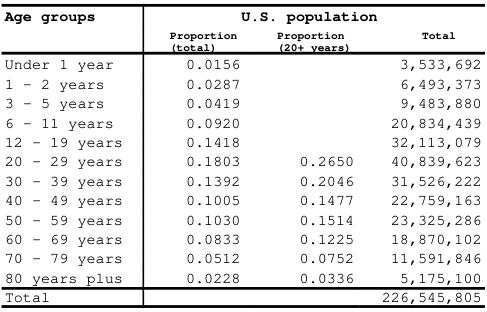 Age groups U.S. population
Proportion Proportion Total
(total) (20+ years)
Under 1 year 0.0156 3,533,692
1 - 2 years 0.0287 6,493,373
3 - 5 years 0.0419 9,483,880
6 - 11 years 0.0920 20,834,439
12 - 19 years 0.1418 32,113,079
20 - 29 years 0.1803 0.2650 40,839,623
30 - 39 years 0.1392 0.2046 31,526,222
40 - 49 years 0.1005 0.1477 22,759,163
50 - 59 years 0.1030 0.1514 23,325,286
60 - 69 years 0.0833 0.1225 18,870,102
70 - 79 years 0.0512 0.0752 11,591,846
80 years plus 0.0228 0.0336 5,175,100
Total 226,545,805